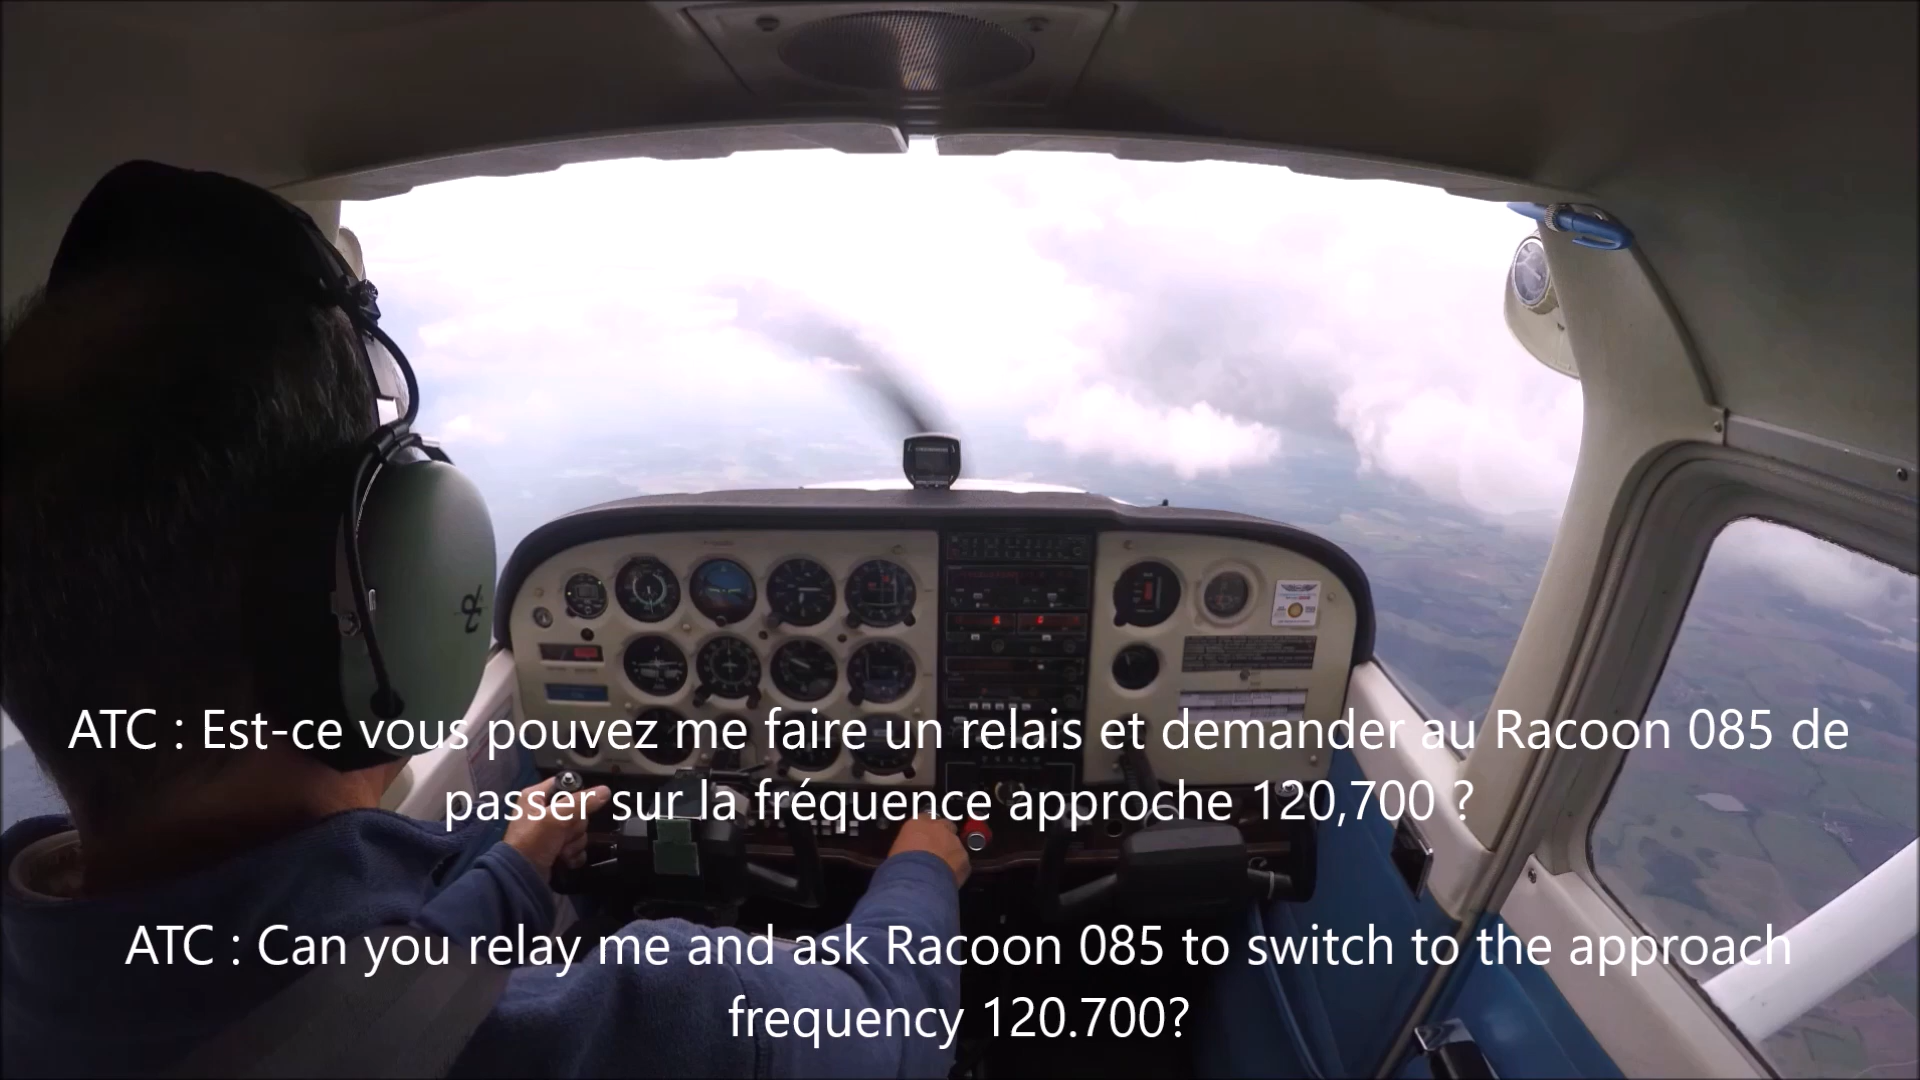 ATC : Est-ce vous pouvez me faire un relais et demander au Racoon 085 de
passer sur la fréquence approche 120,700 ?
ATC : Can you relay me and ask Racoon 085 to switch to the approach
frequency 120.700?